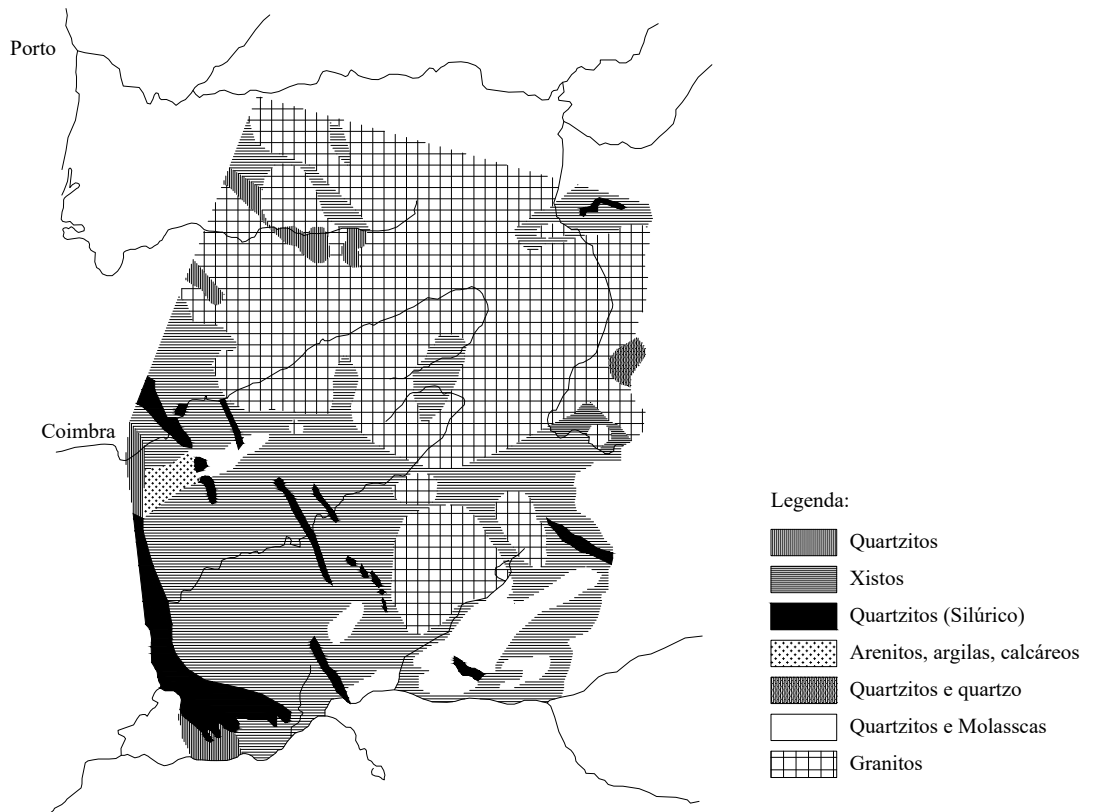 Porto
Coimbra
Legenda:
Quartzitos
Xistos
Quartzitos (Silúrico)
Arenitos, argilas, calcáreos
Quartzitos e quartzo
Quartzitos e Molasscas
Granitos